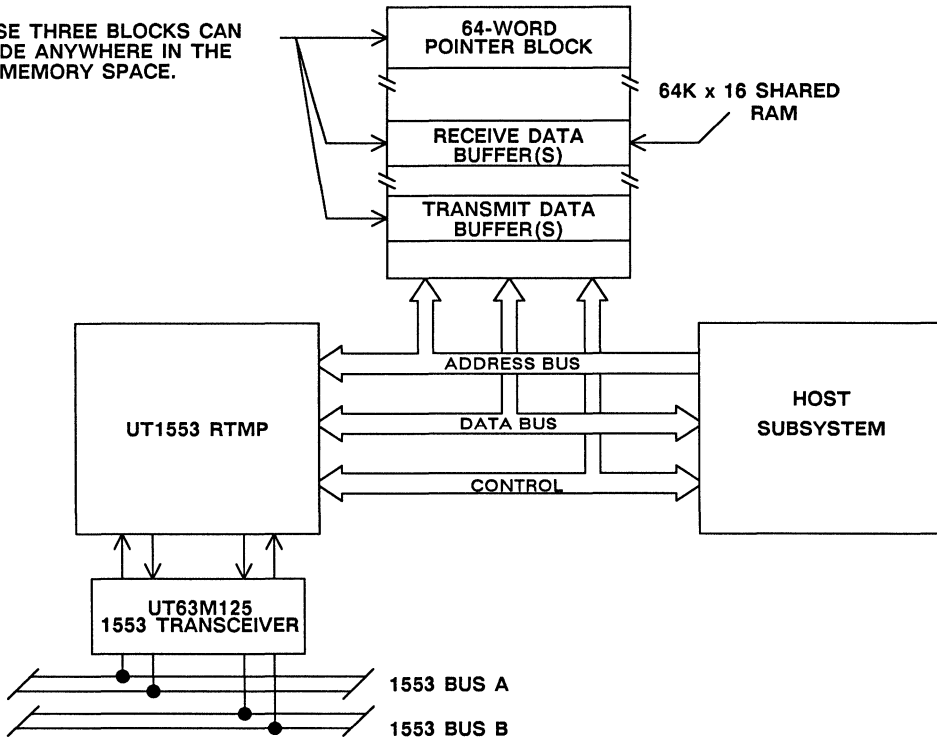 SE THREE BLOCKS CAN
DE ANYWHERE IN THE
MEMORY SPACE.
64-WORD
POINTER BLOCK
64K x 16 SHARED
RAM
RECEIVE DATA
BUFFER(S)
TRANSMIT DATA
BUFFER(S)
ADDRESS BUS
UT1553 RTMP
DATA BUS
HOST
SUBSYSTEM
CONTROL
UT63M125
1553 TRANSCEIVER
1553 BUS A
1553 BUS B